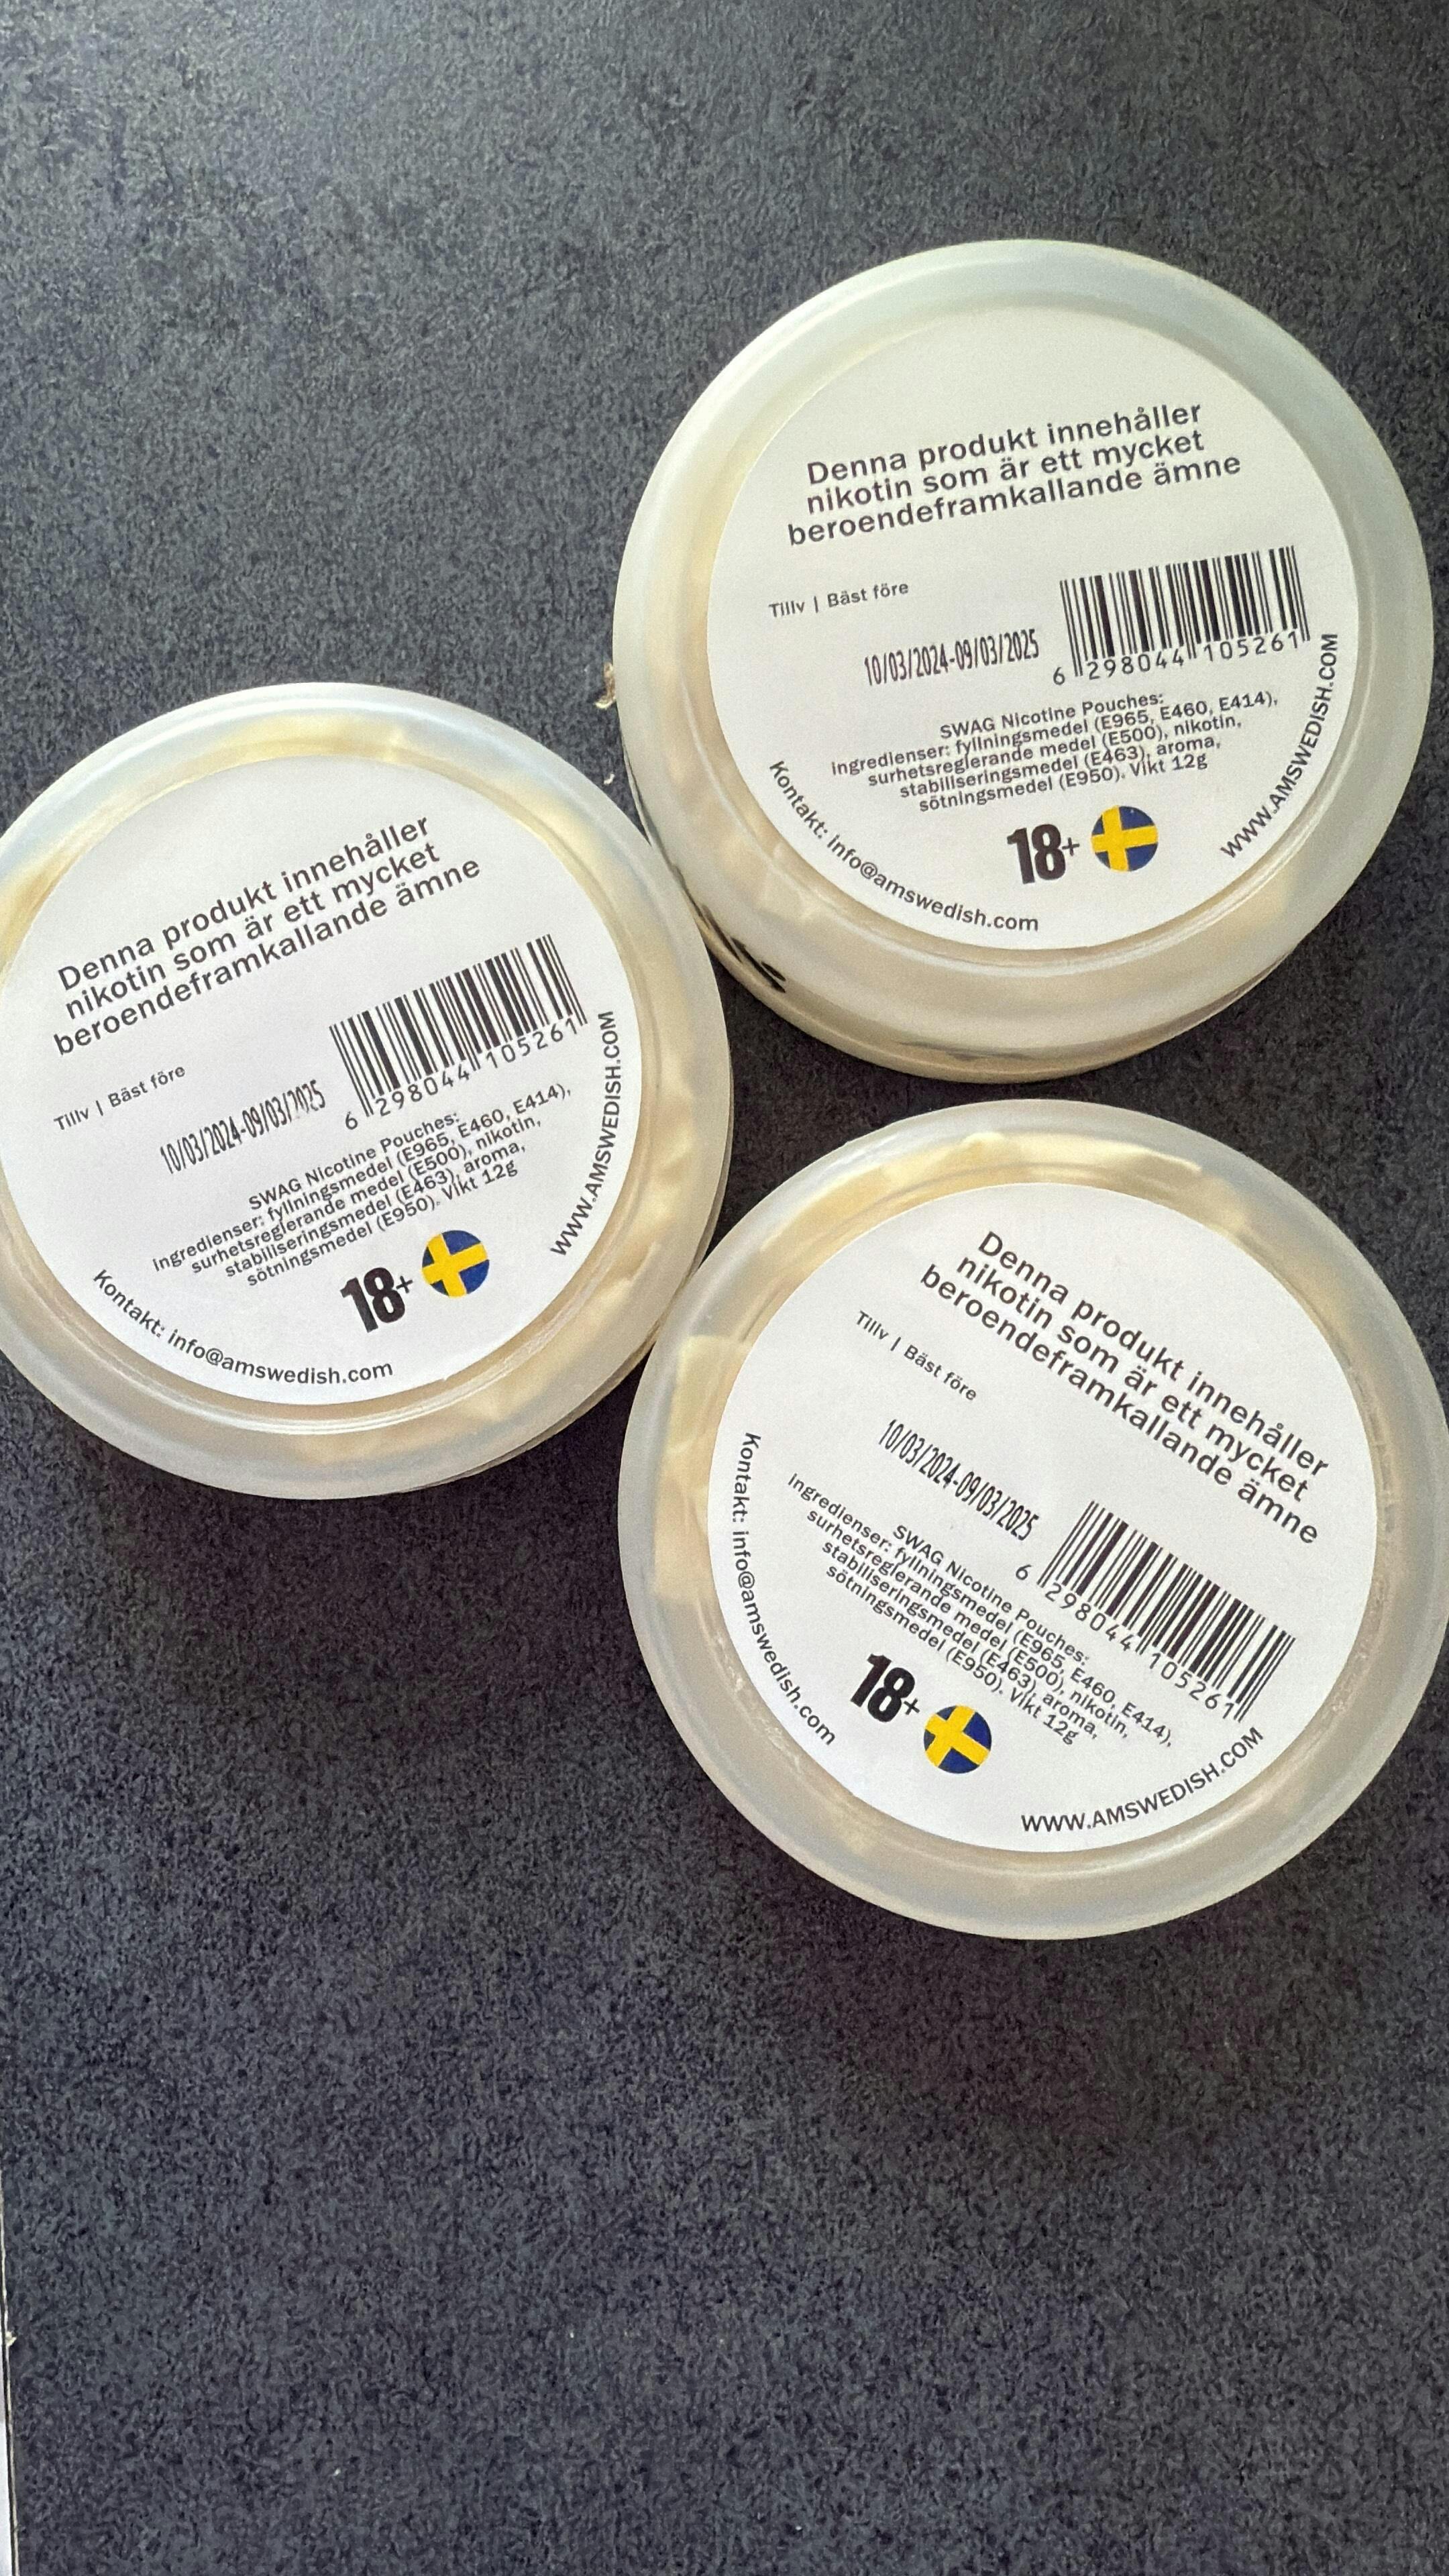 Denna produkt innehåller
nikotin som är ett mycket
beroendeframkallande ämne
Tillv | Bäst före
10/03/2024-09/03/2025
6 298044 105261
SWAG Nicotine Pouches:
ingredienser: fyllningsmedel (E965, E460, E414),
surhetsreglerande medel (E500), nikotin,
stabiliseringsmedel (E463), aroma,
sötningsmedel (E950). Vikt 12g
18+
Kontakt: info@amswedish.com
WWW.AMSWEDISH.COM
Denna produkt innehåller
nikotin som är ett mycket
beroendeframkallande ämne
Tillv | Bäst före
10/03/2024-09/03/2025
6 298044 105261
SWAG Nicotine Pouches:
ingredienser: fyllningsmedel (E965, E460, E414),
surhetsreglerande medel (E500), nikotin,
stabiliseringsmedel (E463), aroma,
sötningsmedel (E950). Vikt 12g
18+
Kontakt: info@amswedish.com
WWW.AMSWEDISH.COM
Denna produkt innehåller
nikotin som är ett mycket
beroendeframkallande ämne
Tillv | Bäst före
10/03/2024-09/03/2025
6 298044 105261
SWAG Nicotine Pouches:
ingredienser: fyllningsmedel (E965, E460, E414),
surhetsreglerande medel (E500), nikotin,
stabiliseringsmedel (E463), aroma,
sötningsmedel (E950). Vikt 12g
18+
Kontakt: info@amswedish.com
WWW.AMSWEDISH.COM